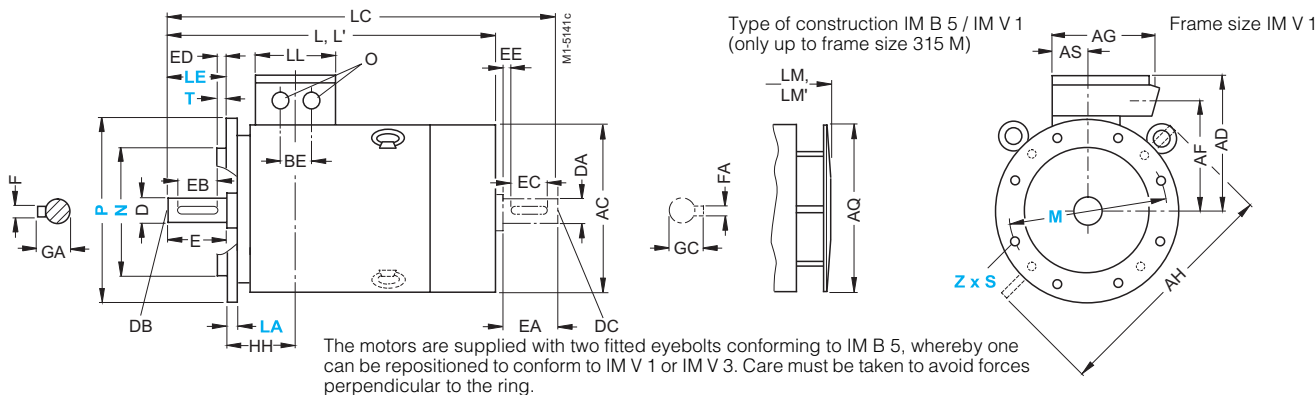 LC
L, L'
ED
LL
O
LE
T
M1-5141c
EE
Type of construction IM B 5 / IM V 1
(only up to frame size 315 M)
LM,
LM'
Frame size IM V 1
AG
AS
F
GA
P
N
D
EB
E
BE
EC
DA
AC
FA
GC
AQ
M
AF
AD
Z x S
AH
DB
LA
HH
EA
DC
The motors are supplied with two fitted eyebolts conforming to IM B 5, whereby one
can be repositioned to conform to IM V 1 or IM V 3. Care must be taken to avoid forces
perpendicular to the ring.